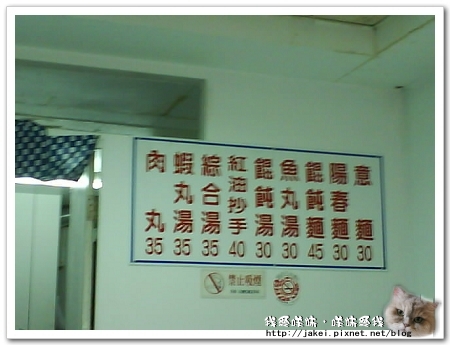 意麵 30
陽春麵 30
餛飩麵 45
魚丸湯 30
餛飩湯 30
紅油抄手 40
綜合湯 35
蝦丸湯 35
肉丸 35
禁止吸煙
http://jakei.pixnet.net/blog